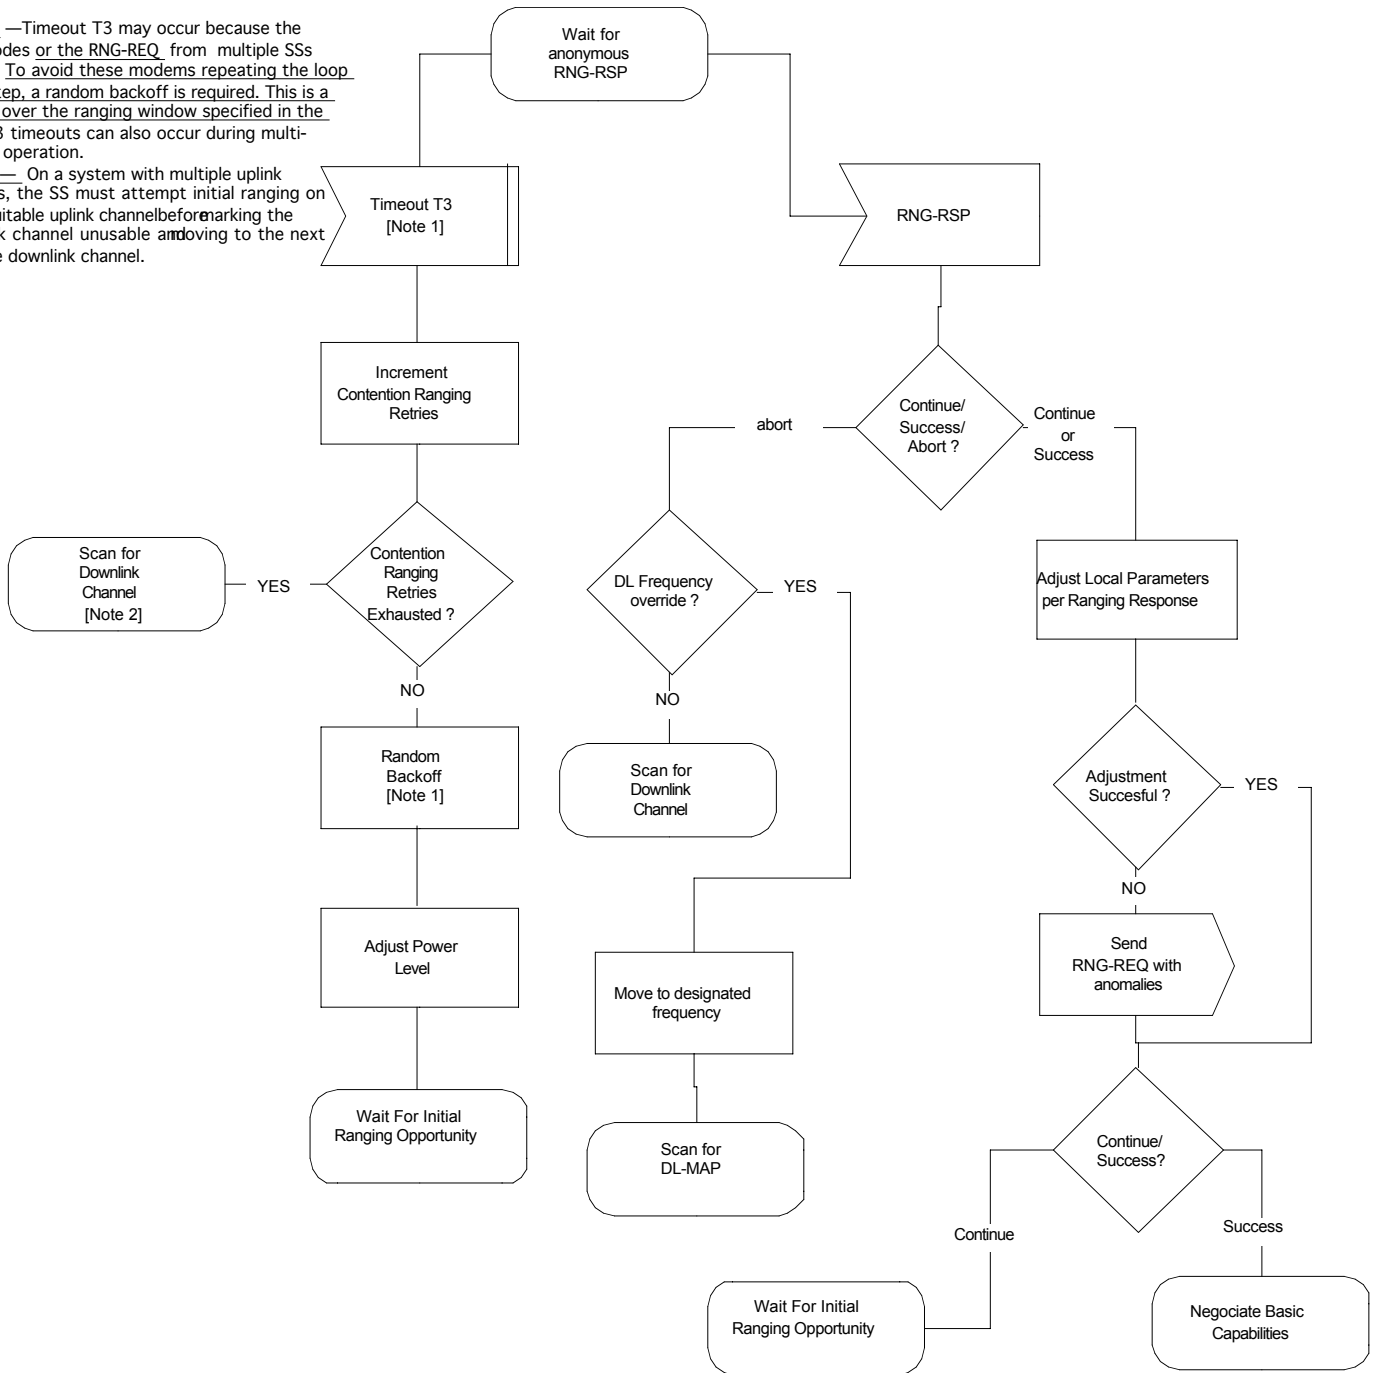 —Timeout T3 may occur because the
or the RNG-REQ from multiple SSs
To avoid these modems repeating the loop
a random backoff is required. This is a
over the ranging window specified in the
timeouts can also occur during multi-
operation.
— On a system with multiple uplink
the SS must attempt initial ranging on
uplink channelbeforemarking the
channel unusable andmoving to the next
downlink channel.
Wait for
anonymous
RNG-RSP
Timeout T3
[Note 1]
RNG-RSP
Increment
Contention Ranging
Retries
Continue/
Success/
Abort ?
abort
Continue
or
Success
Scan for
Downlink
Channel
[Note 2]
YES
Contention
Ranging
Retries
Exhausted ?
DL Frequency
override ?
YES
Adjust Local Parameters
per Ranging Response
NO
NO
Random
Backoff
[Note 1]
Scan for
Downlink
Channel
Adjustment
Succesful ?
YES
NO
Adjust Power
Level
Move to designated
frequency
Send
RNG-REQ with
anomalies
Wait For Initial
Ranging Opportunity
Scan for
DL-MAP
Continue/
Success?
Continue
Success
Wait For Initial
Ranging Opportunity
Negociate Basic
Capabilities